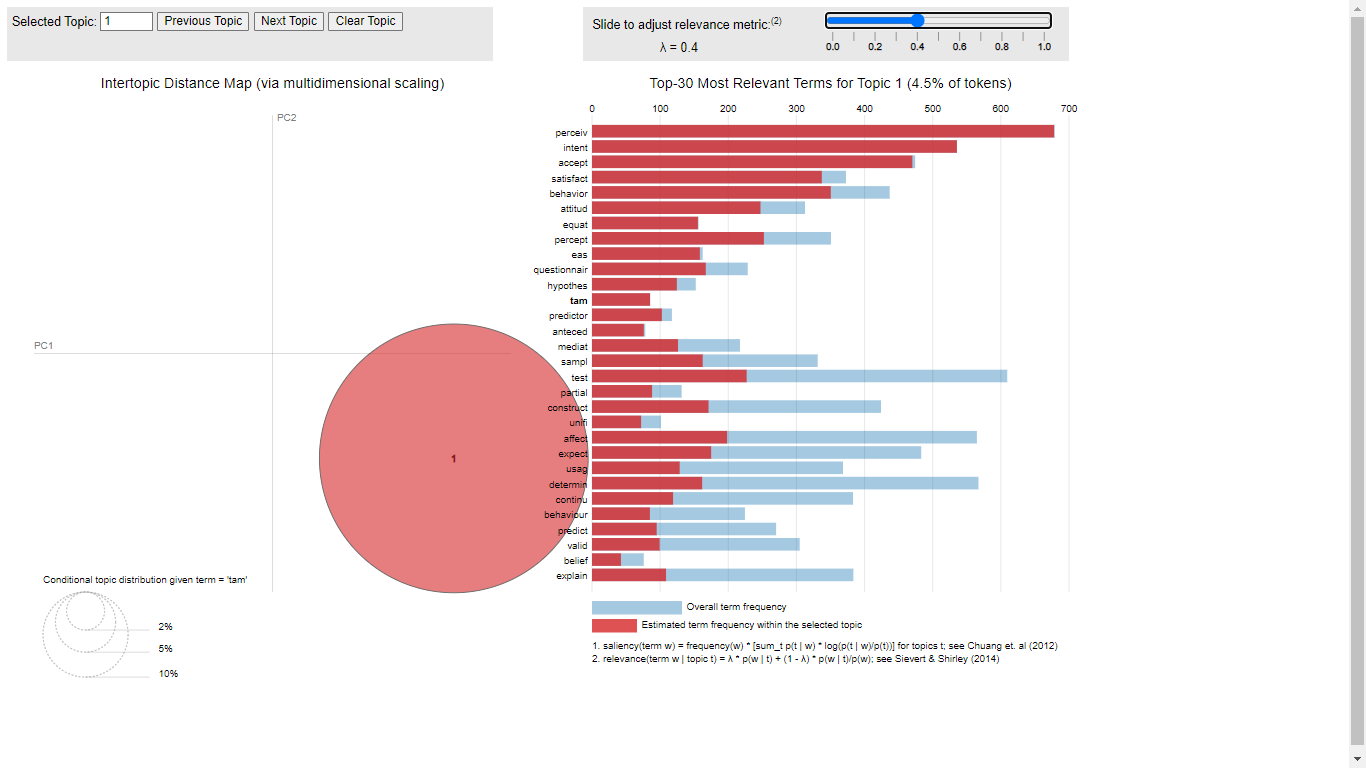 Selected Topic: 1 Previous Topic Next Topic Clear Topic
Slide to adjust relevance metric:(2)
λ = 0.4
0.0 0.2 0.4 0.6 0.8 1.0
Intertopic Distance Map (via multidimensional scaling)
PC2
PC1
1
Conditional topic distribution given term = 'tam'
2%
5%
10%
Top-30 Most Relevant Terms for Topic 1 (4.5% of tokens)
0 100 200 300 400 500 600 700
perceiv
intent
accept
satisfact
behavior
attitud
equat
percept
eas
questionnair
hypothes
tam
predictor
anteced
mediat
sampl
test
partial
construct
unifi
affect
expect
usag
determin
continu
behaviour
predict
valid
belief
explain
Overall term frequency
Estimated term frequency within the selected topic
1. saliency(term w) = frequency(w) * [sum_t p(t | w) * log(p(t | w)/p(t))] for topics t; see Chuang et. al (2012)
2. relevance(term w | topic t) = λ * p(w | t) + (1 - λ) * p(w | t)/p(w); see Sievert & Shirley (2014)